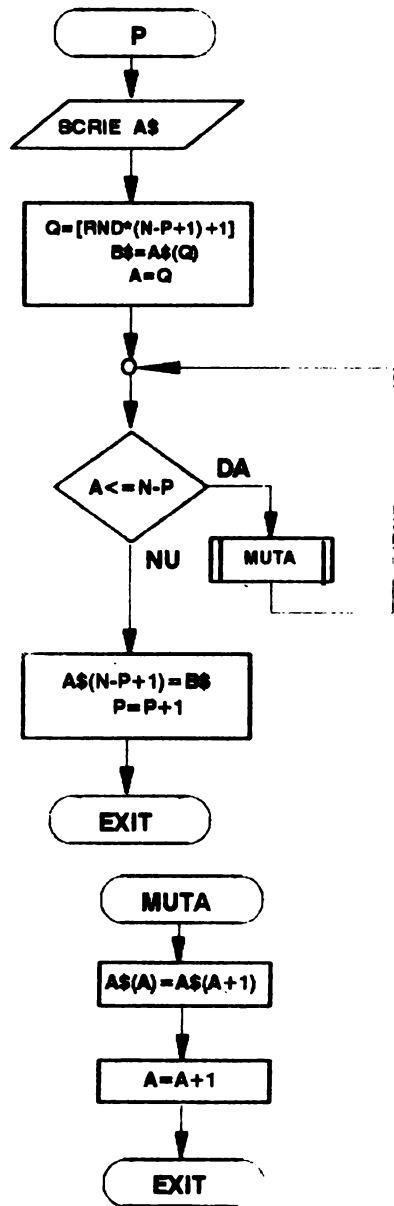 P
SCRIE A$
Q=[RND*(N-P+1)+1]
B$=A$(Q)
A=Q
A<=N-P
DA
MUTA
NU
A$(N-P+1)=B$
P=P+1
EXIT
MUTA
A$(A)=A$(A+1)
A=A+1
EXIT